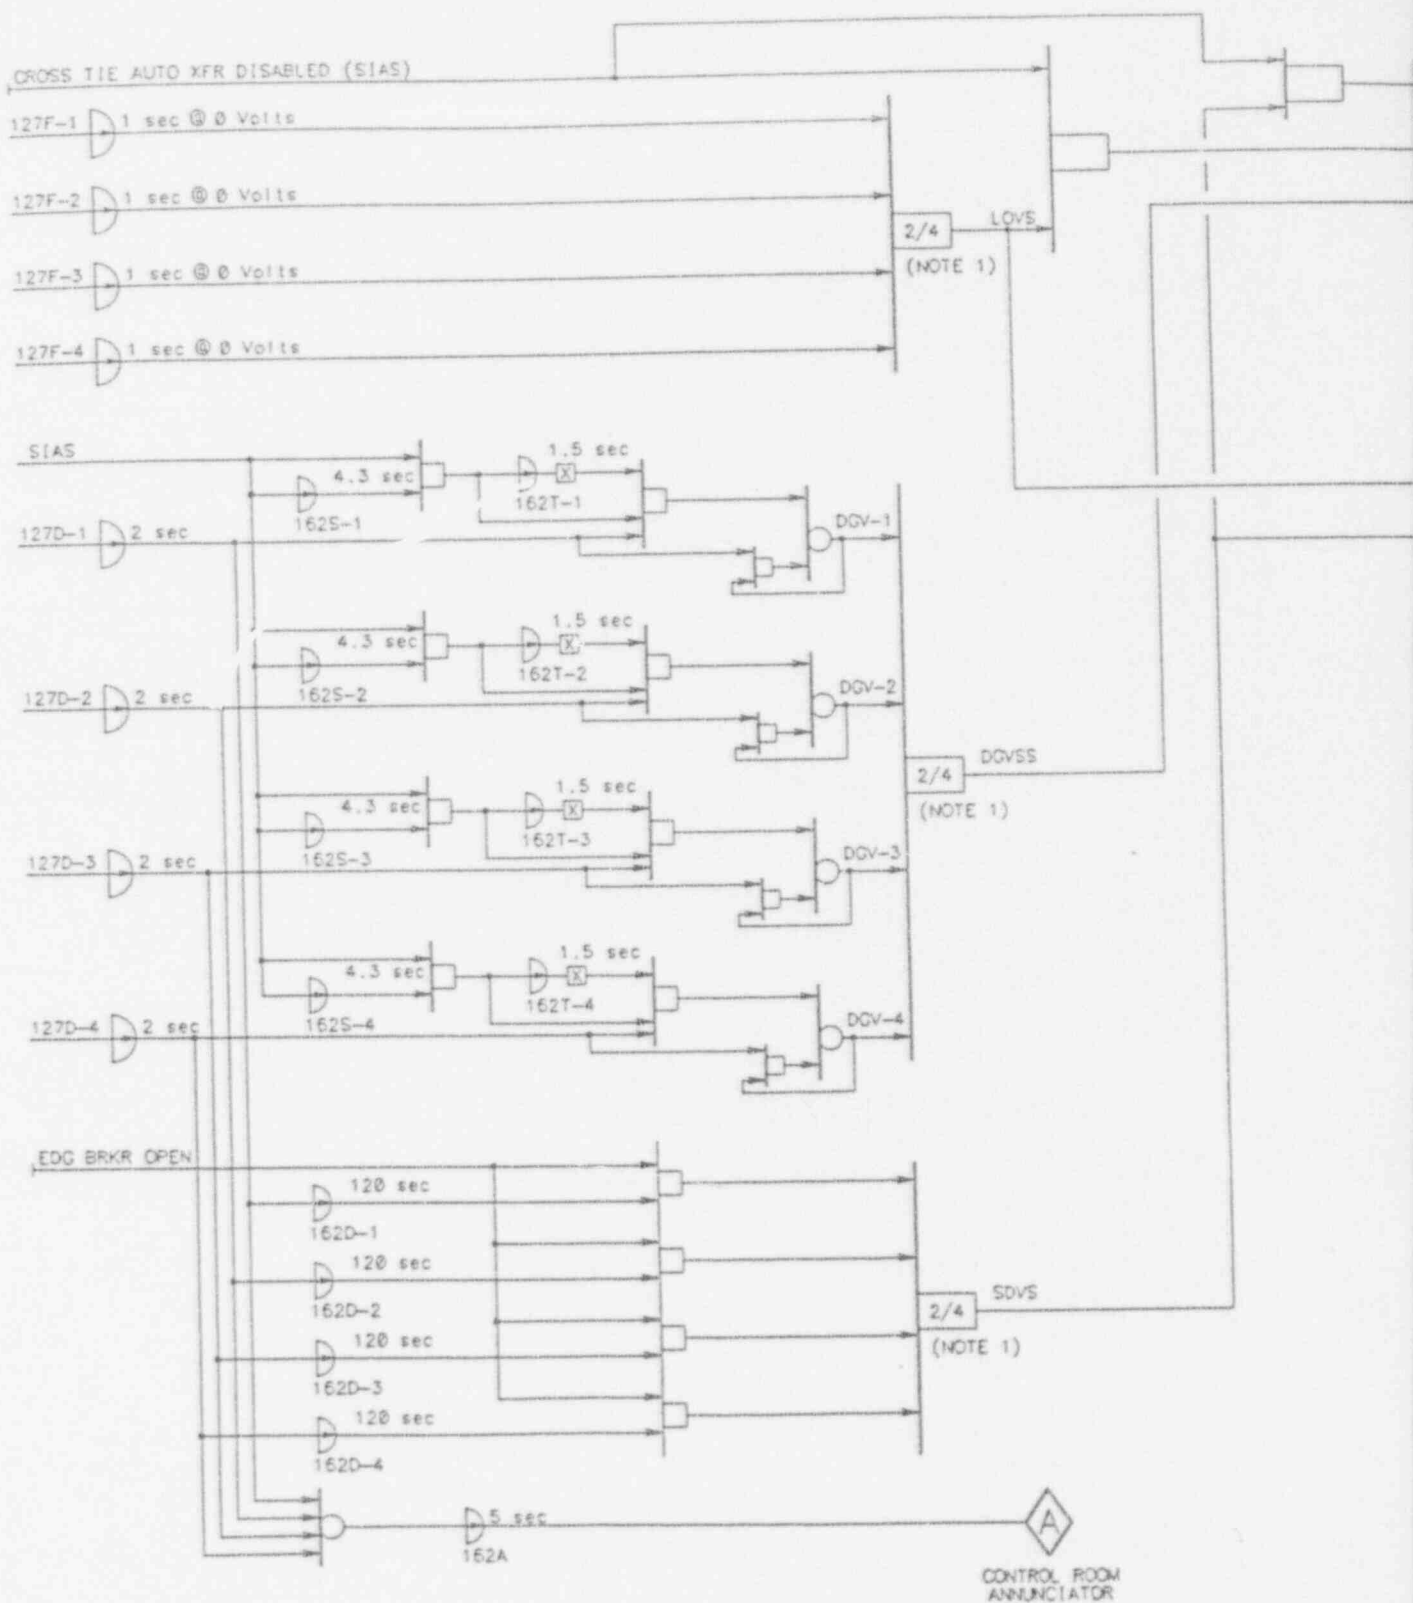 CROSS TIE AUTO XFR DISABLED (SIAS)
127F-1
1 sec @ 0 Volts
127F-2
1 sec @ 0 Volts
2/4
LOVS
(NOTE 1)
127F-3
1 sec @ 0 Volts
127F-4
1 sec @ 0 Volts
SIAS
4.3 sec
1.5 sec
X
162S-1
162T-1
127D-1
2 sec
DGV-1
4.3 sec
1.5 sec
X
162S-2
162T-2
127D-2
2 sec
DGV-2
2/4
DGVSS
(NOTE 1)
4.3 sec
1.5 sec
X
162S-3
162T-3
127D-3
2 sec
DGV-3
4.3 sec
1.5 sec
X
162S-4
162T-4
127D-4
2 sec
DGV-4
EDG BRKR OPEN
120 sec
162D-1
120 sec
162D-2
2/4
SDVS
(NOTE 1)
120 sec
162D-3
120 sec
162D-4
5 sec
162A
A
CONTROL ROOM
ANNUNCIATOR